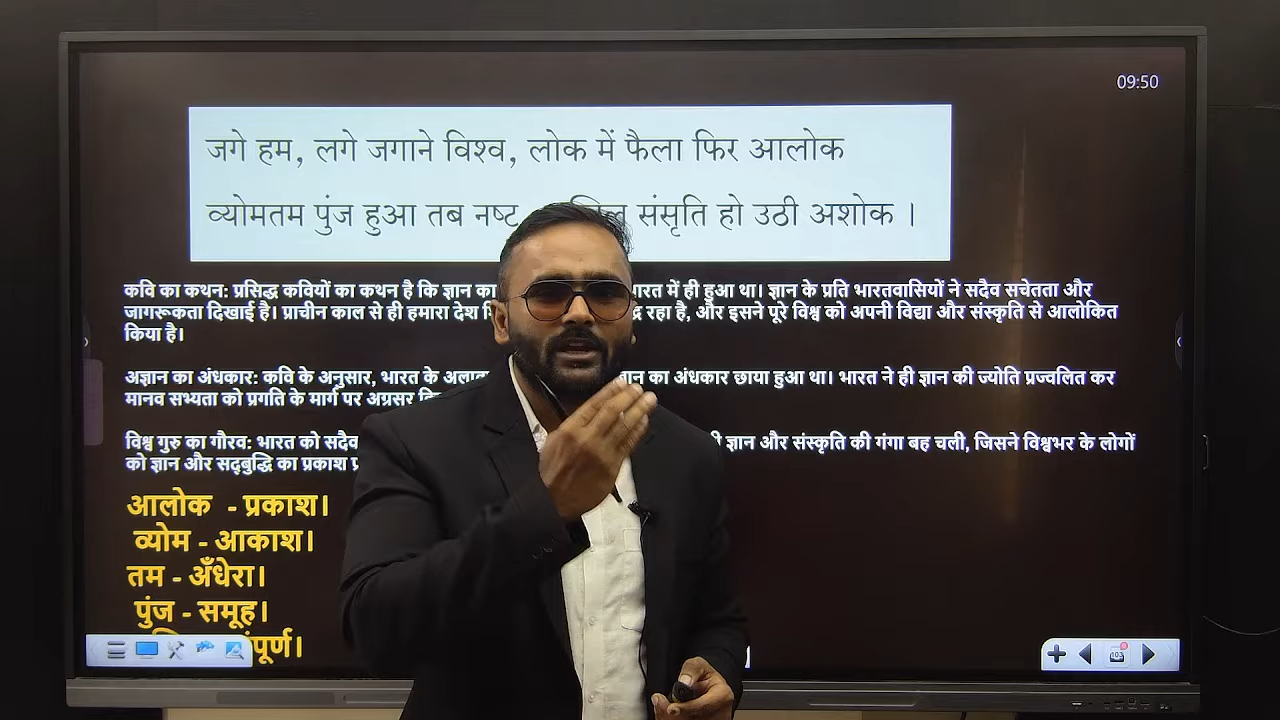 09:50
जगे हम, लगे जगाने विश्व, लोक में फैला फिर आलोक
व्योमतम पुंज हुआ तब नष्ट संसृति हो उठी अशोक ।
कवि का कथन: प्रसिद्ध कवियों का कथन है कि ज्ञान का में ही हुआ था। ज्ञान के प्रति भारतवासियों ने सदैव सचेतता और
जागरूकता दिखाई है। प्राचीन काल से ही हमारा देश रहा है, और इसने पूरे विश्व को अपनी विद्या और संस्कृति से आलोकित
किया है।
अज्ञान का अंधकार: कवि के अनुसार, भारत के का अंधकार छाया हुआ था। भारत ने ही ज्ञान की ज्योति प्रज्वलित कर
मानव सभ्यता को प्रगति के मार्ग पर अग्रसर
विश्व गुरु का गौरव: भारत को सदैव ज्ञान और संस्कृति की गंगा बह चली, जिसने विश्वभर के लोगों
को ज्ञान और सद्बुद्धि का प्रकाश
आलोक - प्रकाश।
व्योम - आकाश।
तम - अँधेरा।
पुंज - समूह।